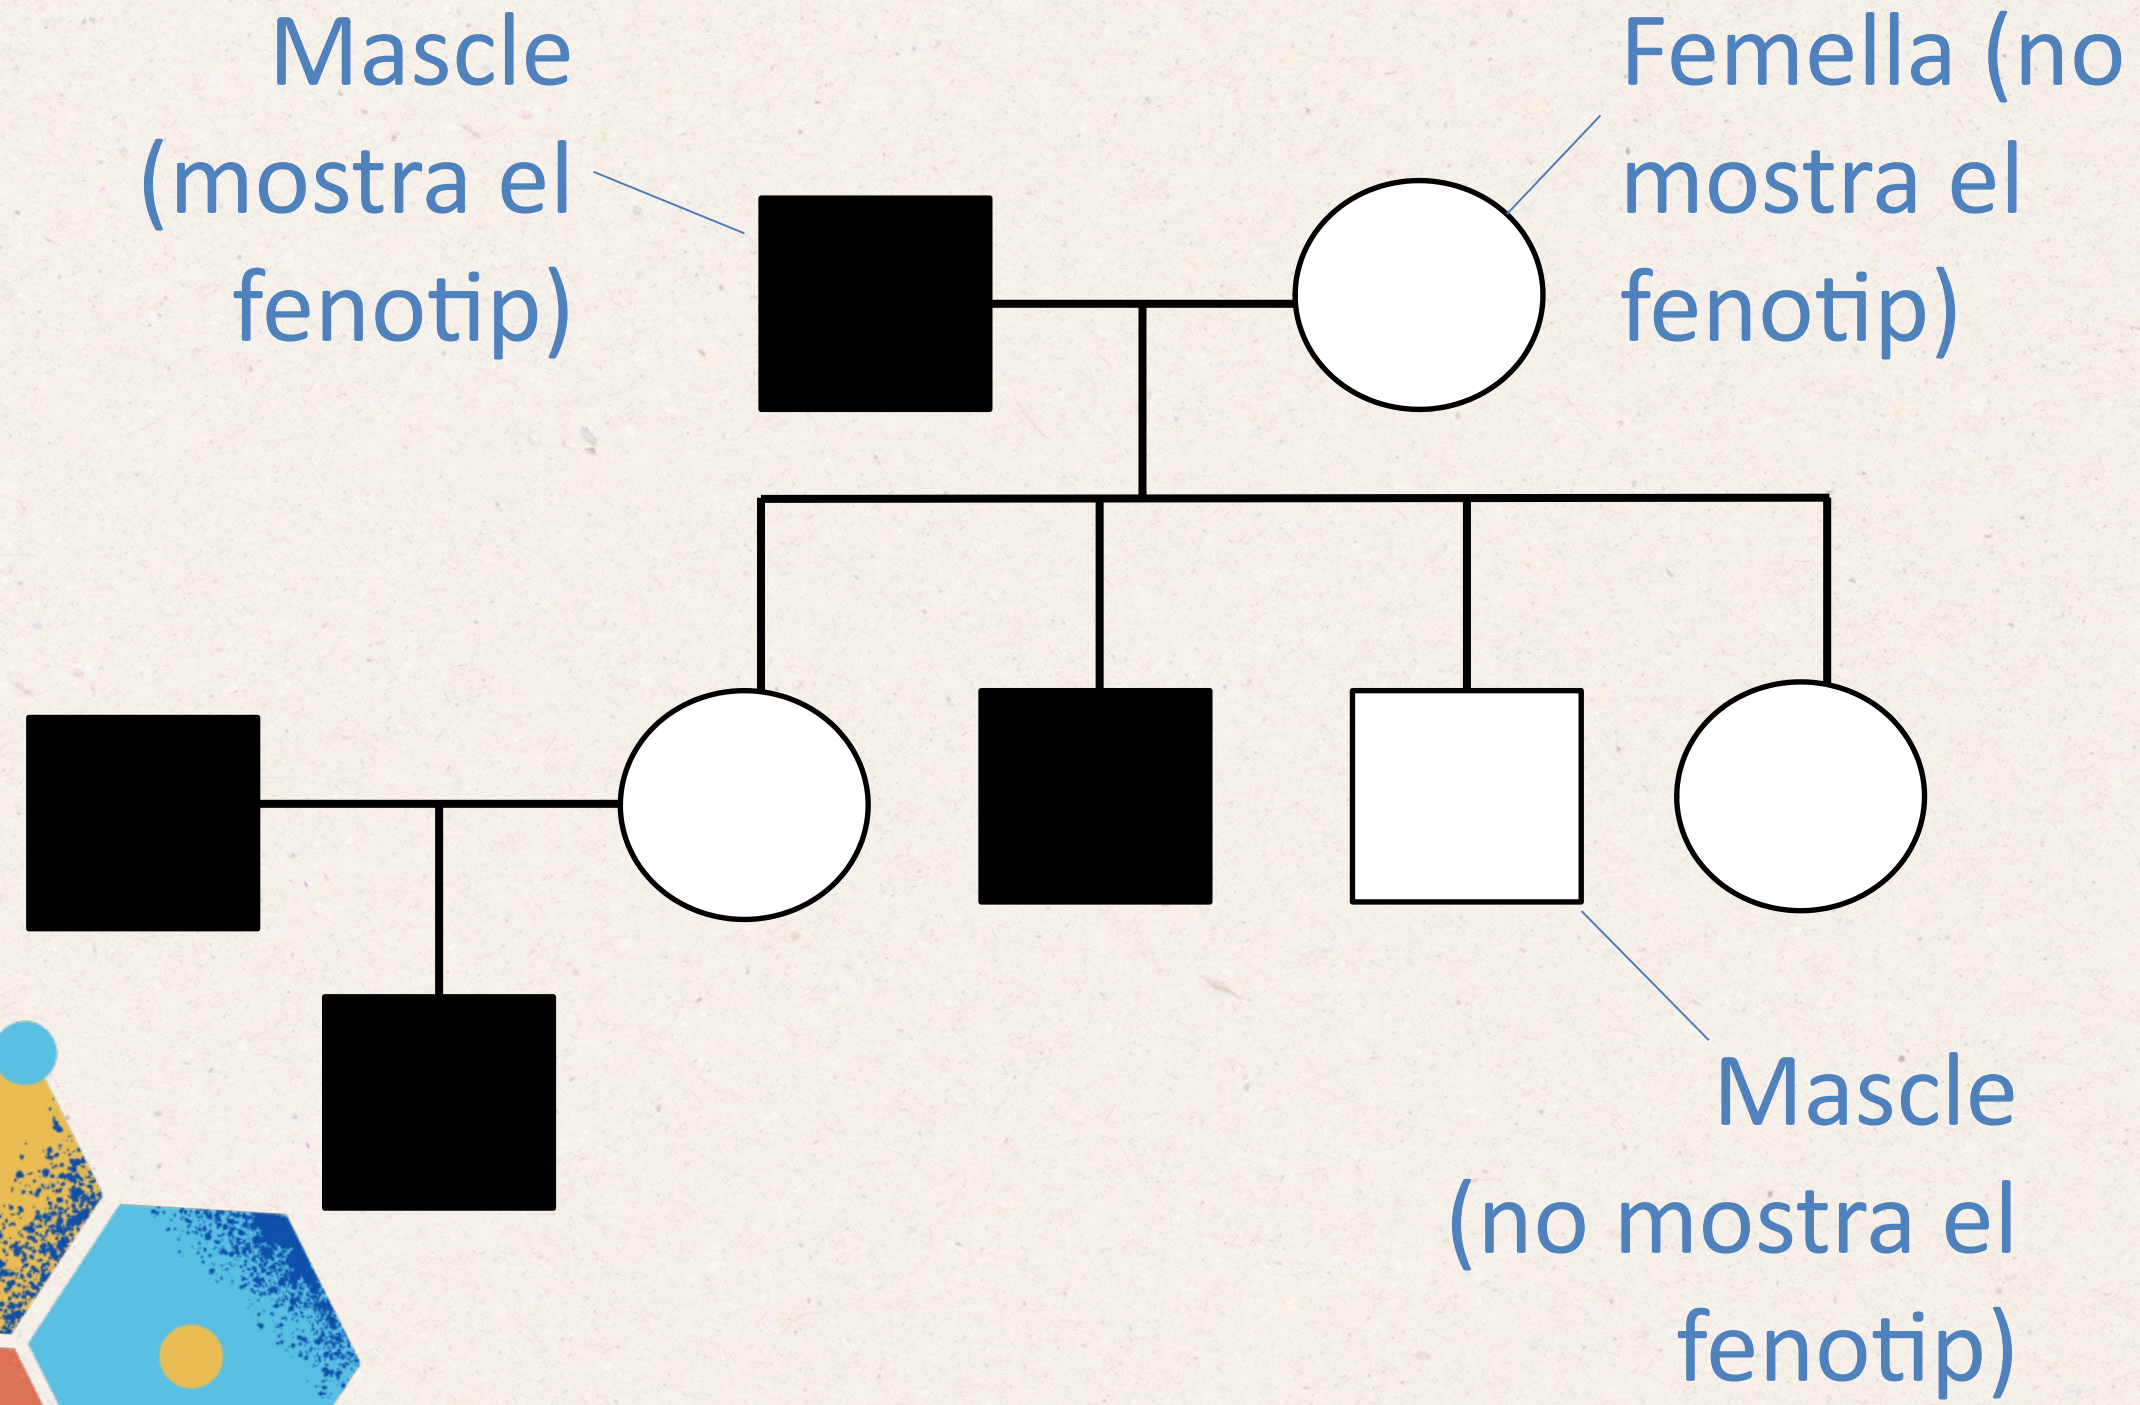 Mascle
(mostra el
fenotip)
Femella (no
mostra el
fenotip)
Mascle
(no mostra el
fenotip)